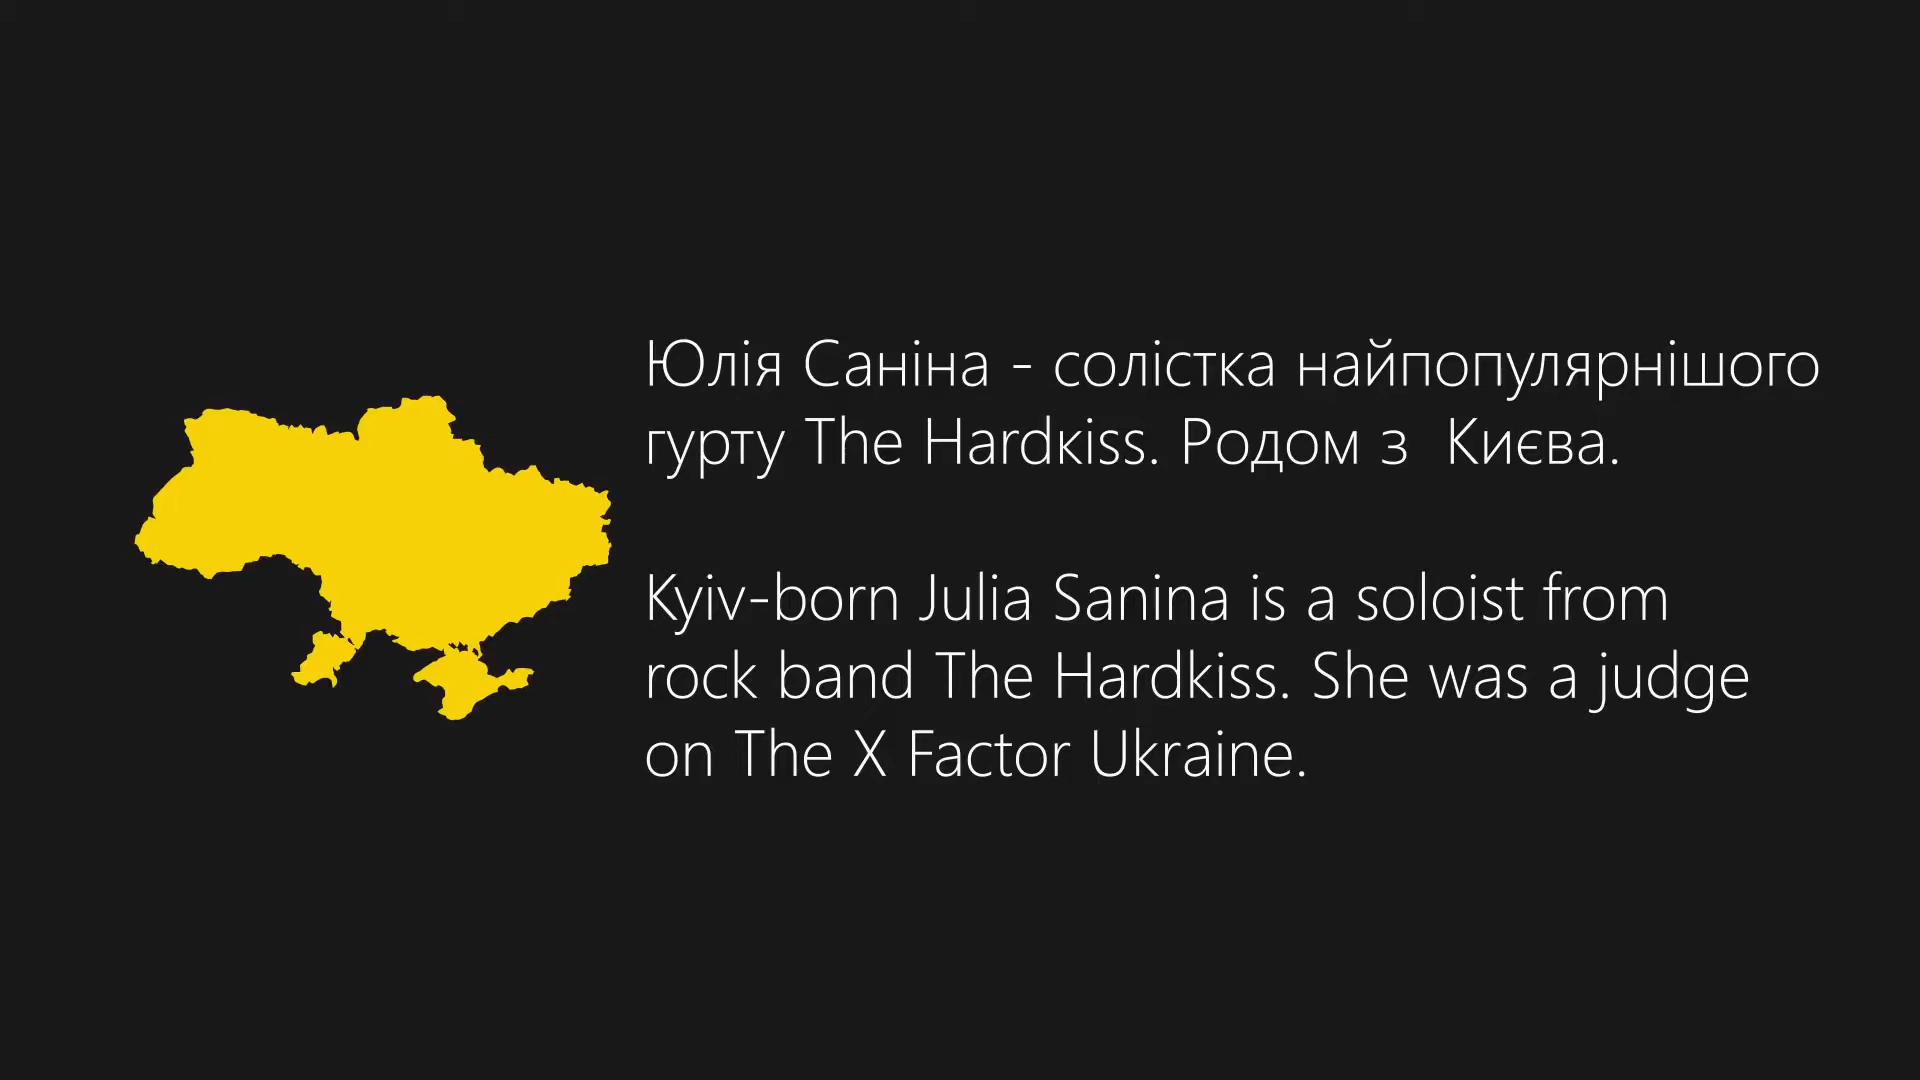 Юлія Саніна - солістка найпопулярнішого
гурту The Hardкiss. Родом з  Києва.
Kyiv-born Julia Sanina is a soloist from
rock band The Hardkiss. She was a judge
on The X Factor Ukraine.